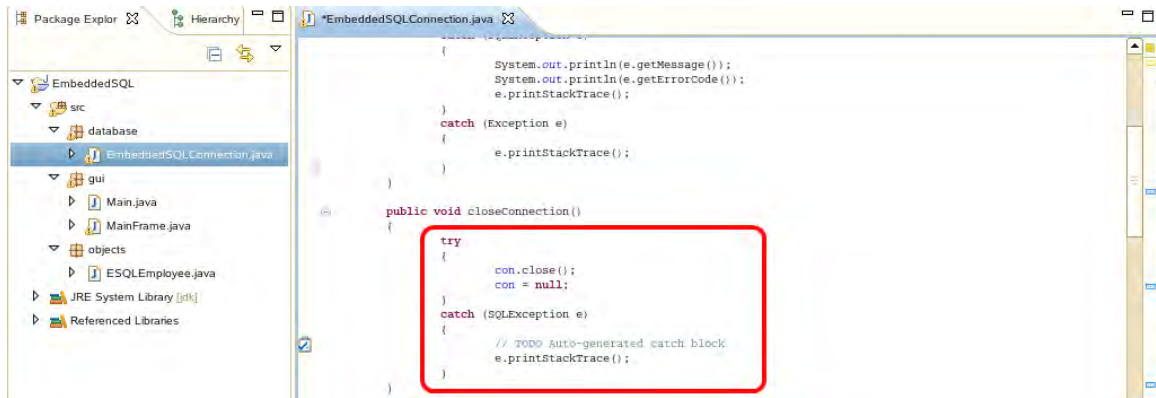 Package Explor
Hierarchy
*EmbeddedSQLConnection.java
EmbeddedSQL
src
database
EmbeddedSQLConnection.java
gui
Main.java
MainFrame.java
objects
ESQLEmployee.java
JRE System Library [jdk]
Referenced Libraries
{
System.out.println(e.getMessage());
System.out.println(e.getErrorCode());
e.printStackTrace();
}
catch (Exception e)
{
e.printStackTrace();
}
}
public void closeConnection()
{
try
{
con.close();
con = null;
}
catch (SQLException e)
{
// TODO Auto-generated catch block
e.printStackTrace();
}
}